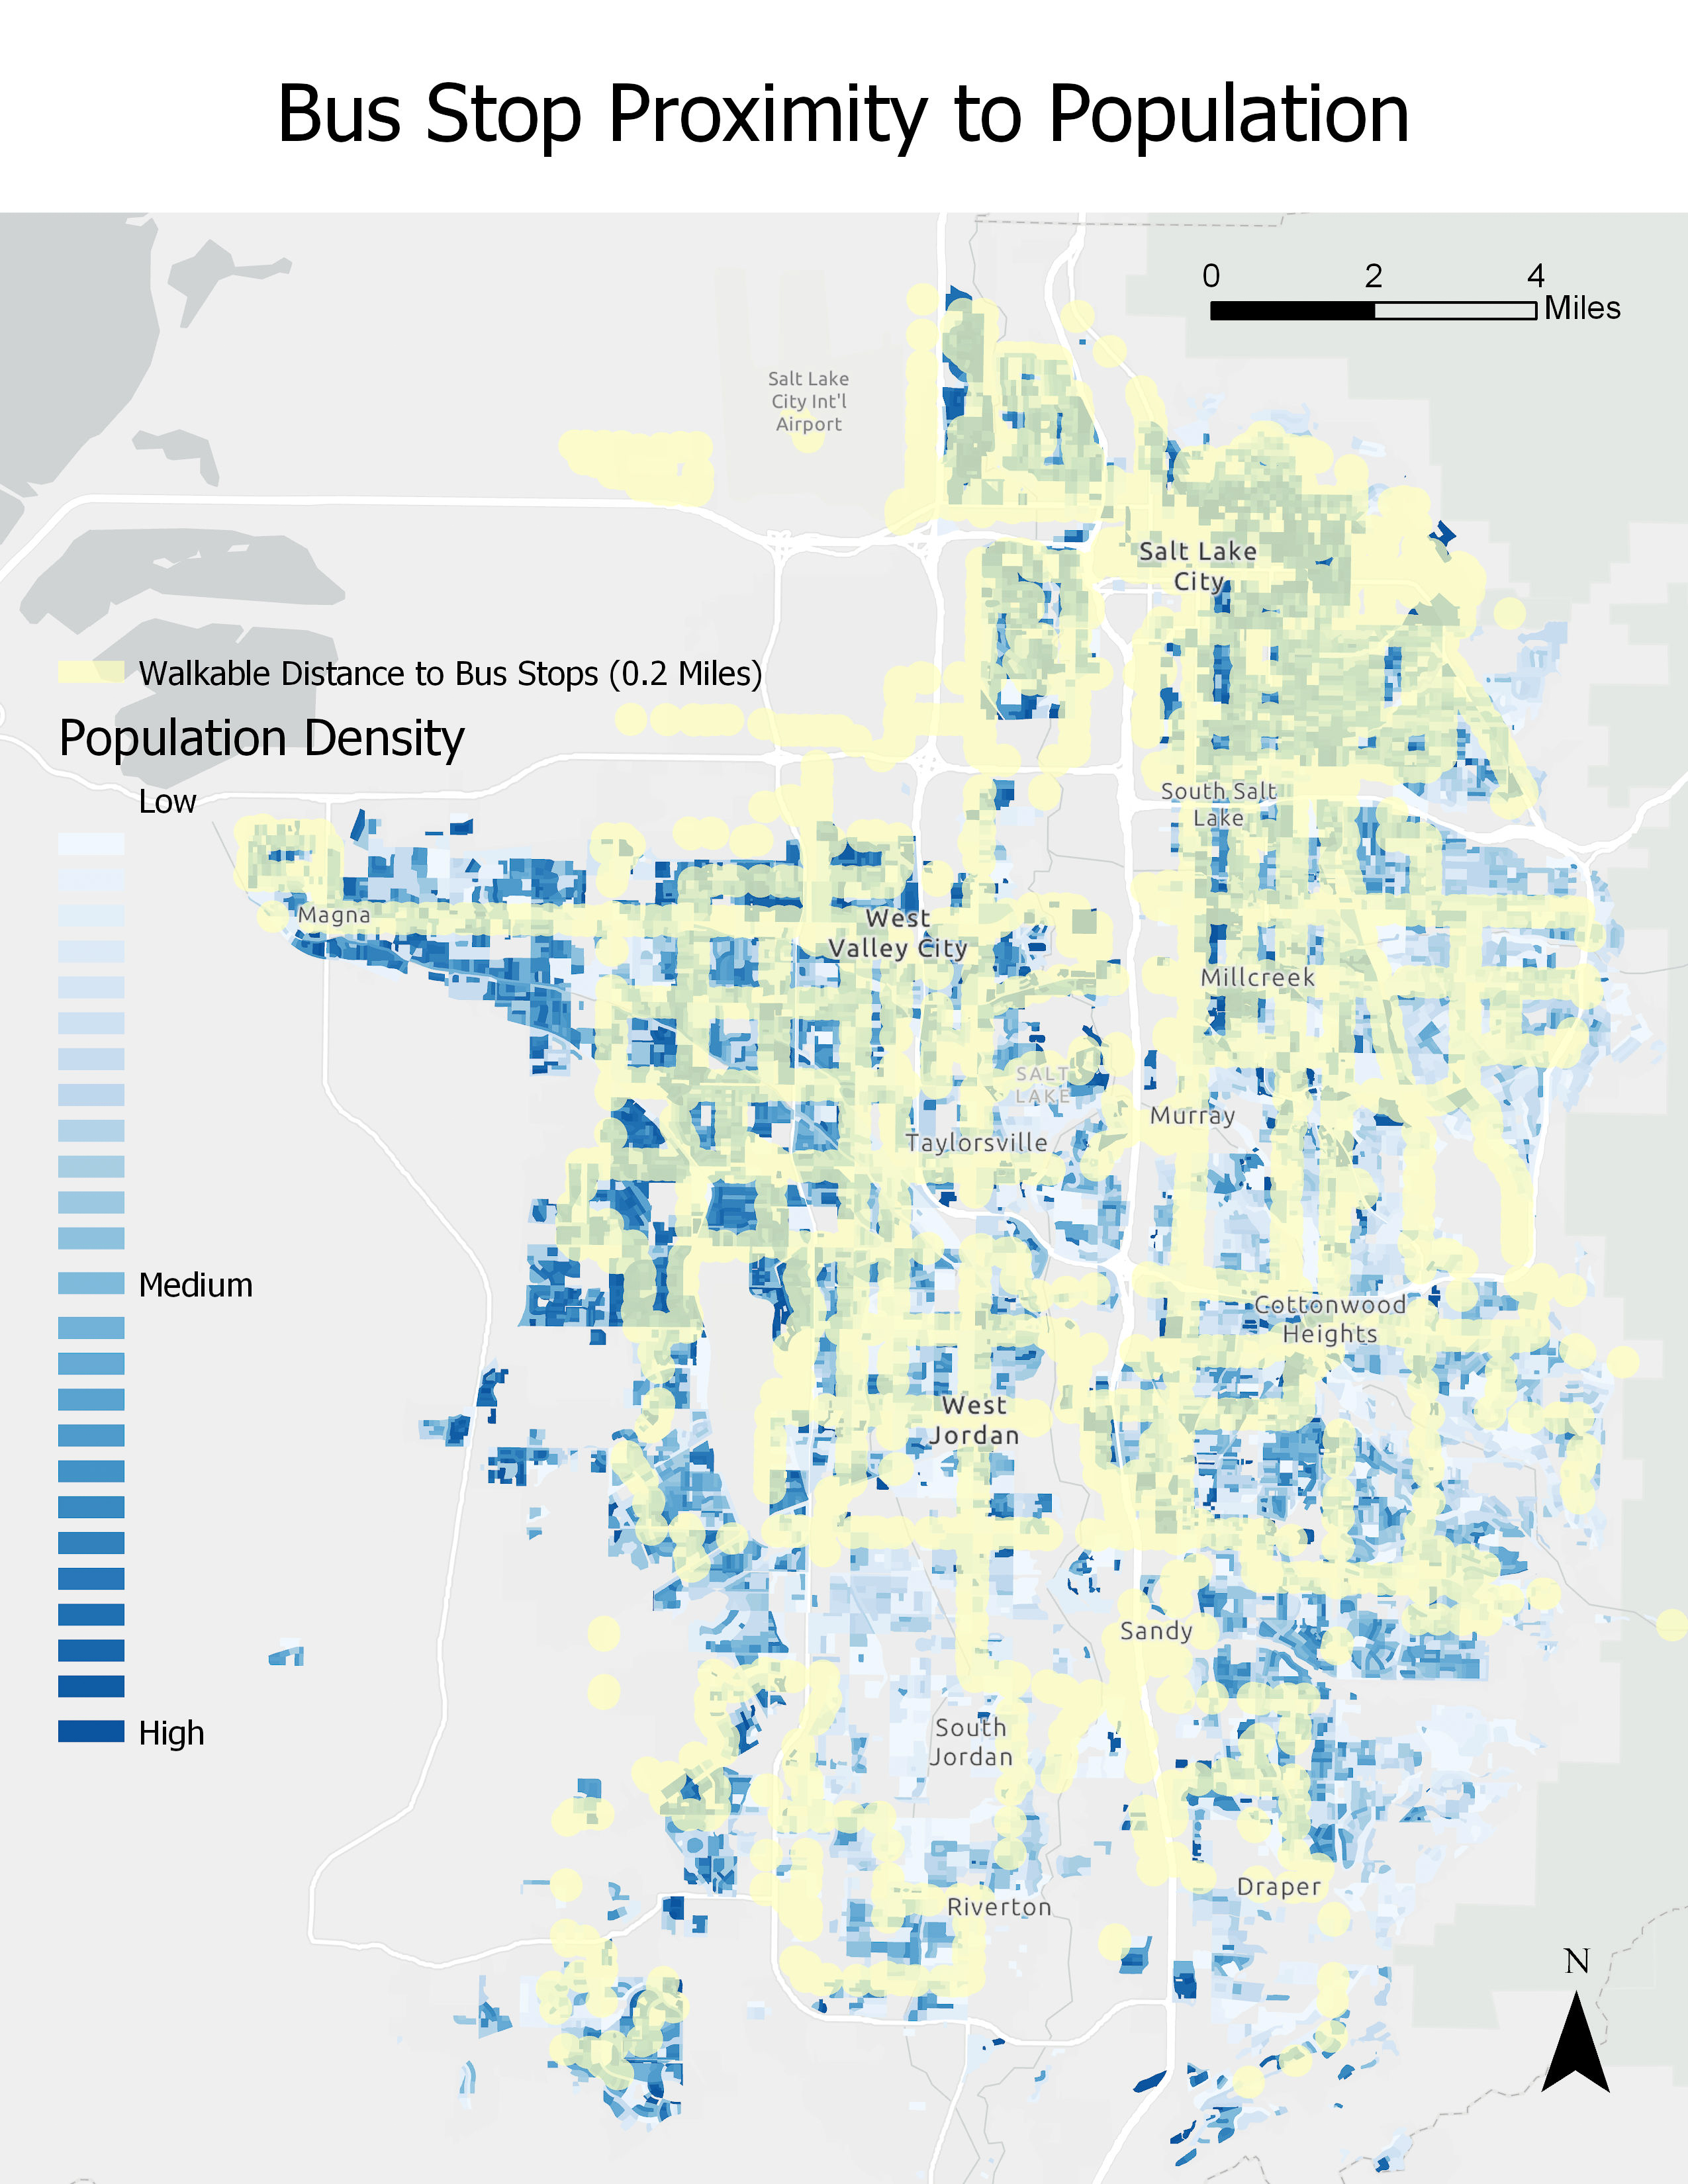 Bus Stop Proximity to Population
0 2 4
Miles
Salt Lake
City Int'l
Airport
Salt Lake
City
Walkable Distance to Bus Stops (0.2 Miles)
Population Density
Low
South Salt
Lake
Magna
West
Valley City
Millcreek
SALT
LAKE
Murray
Taylorsville
Medium
Cottonwood
Heights
West
Jordan
Sandy
High
South
Jordan
Draper
Riverton
N